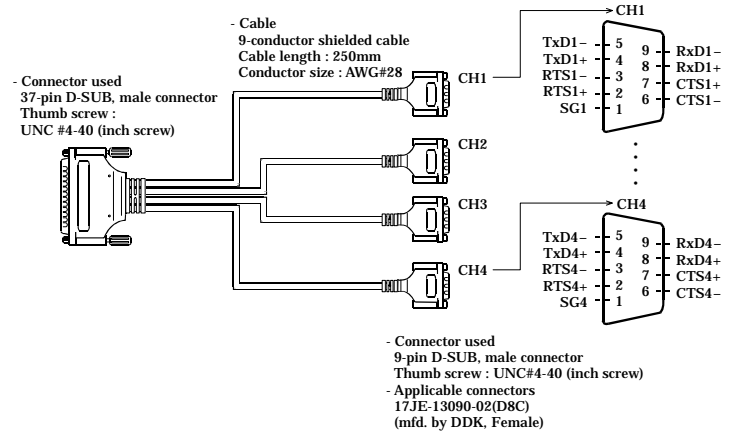 - Cable
9-conductor shielded cable
Cable length : 250mm
Conductor size : AWG#28
- Connector used
37-pin D-SUB, male connector
Thumb screw :
UNC #4-40 (inch screw)
CH1
CH2
CH3
CH4
CH1
TxD1−
TxD1+
RTS1−
RTS1+
SG1
5
4
3
2
1
9
8
7
6
RxD1−
RxD1+
CTS1+
CTS1−
CH4
TxD4−
TxD4+
RTS4−
RTS4+
SG4
5
4
3
2
1
9
8
7
6
RxD4−
RxD4+
CTS4+
CTS4−
- Connector used
9-pin D-SUB, male connector
Thumb screw : UNC#4-40 (inch screw)
- Applicable connectors
17JE-13090-02(D8C)
(mfd. by DDK, Female)